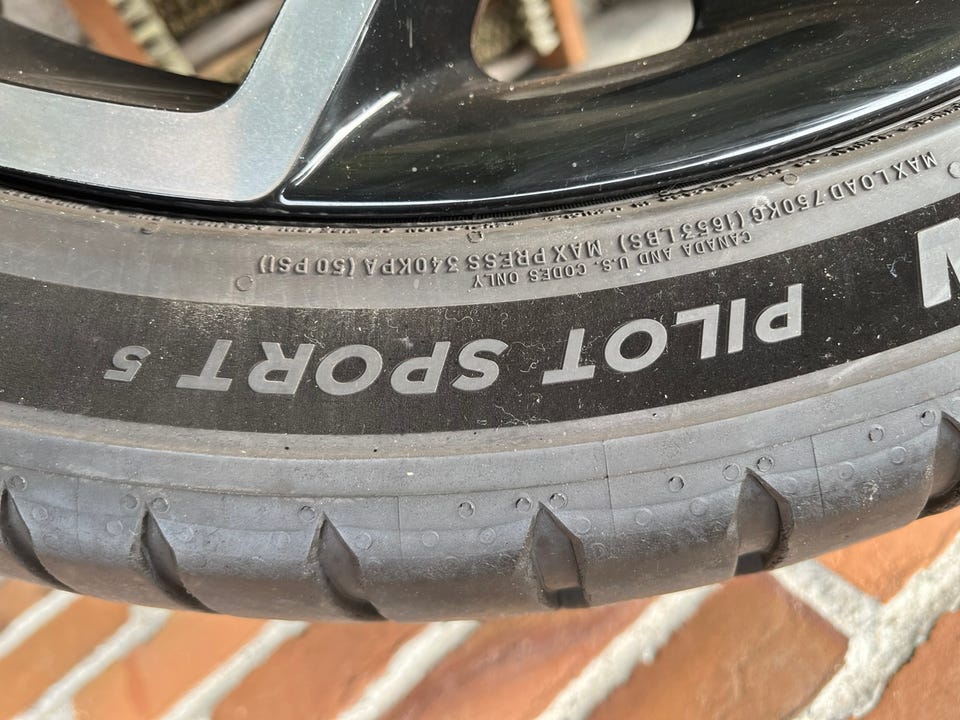 MAX LOAD 750KG (1653 LBS) MAX PRESS 340KPA (50 PSI)
CANADA AND U.S. CODES ONLY
N PILOT SPORT 5